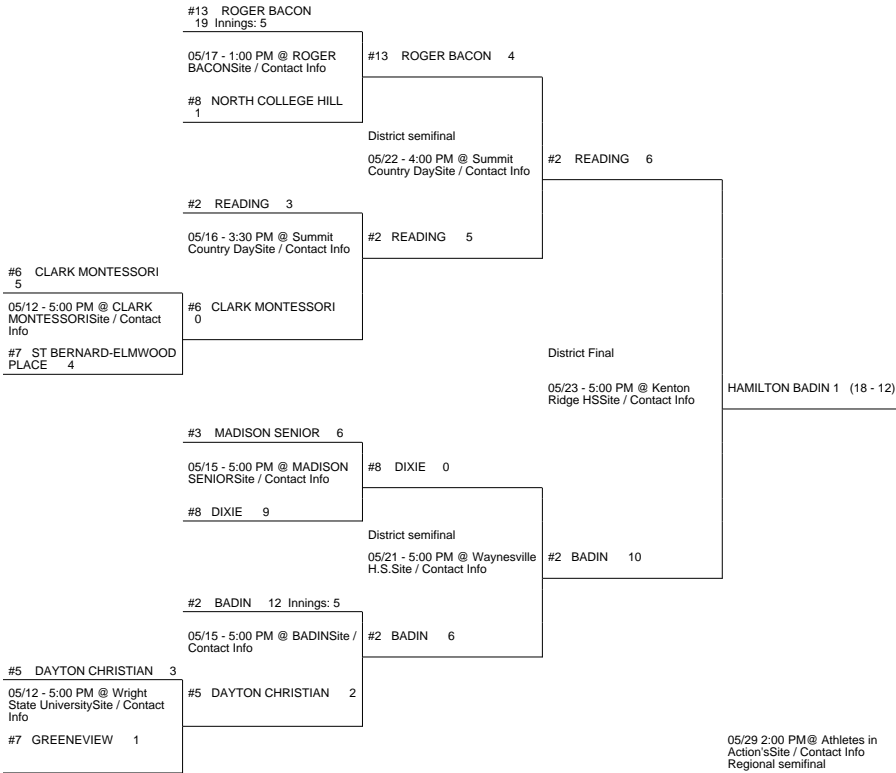 #13 ROGER BACON
19 Innings: 5
05/17 - 1:00 PM @ ROGER
BACONSite / Contact Info
#13 ROGER BACON 4
#8 NORTH COLLEGE HILL
1
District semifinal
05/22 - 4:00 PM @ Summit
Country DaySite / Contact Info
#2 READING 6
#2 READING 3
05/16 - 3:30 PM @ Summit
Country DaySite / Contact Info
#2 READING 5
#6 CLARK MONTESSORI
5
05/12 - 5:00 PM @ CLARK
MONTESSORISite / Contact
Info
#6 CLARK MONTESSORI
0
#7 ST BERNARD-ELMWOOD
PLACE 4
District Final
05/23 - 5:00 PM @ Kenton
Ridge HSSite / Contact Info
HAMILTON BADIN 1 (18 - 12)
#3 MADISON SENIOR 6
05/15 - 5:00 PM @ MADISON
SENIORSite / Contact Info
#8 DIXIE 0
#8 DIXIE 9
District semifinal
05/21 - 5:00 PM @ Waynesville
H.S.Site / Contact Info
#2 BADIN 10
#2 BADIN 12 Innings: 5
05/15 - 5:00 PM @ BADINSite /
Contact Info
#2 BADIN 6
#5 DAYTON CHRISTIAN 3
05/12 - 5:00 PM @ Wright
State UniversitySite / Contact
Info
#5 DAYTON CHRISTIAN 2
#7 GREENEVIEW 1
05/29 2:00 PM@ Athletes in
Action'sSite / Contact Info
Regional semifinal